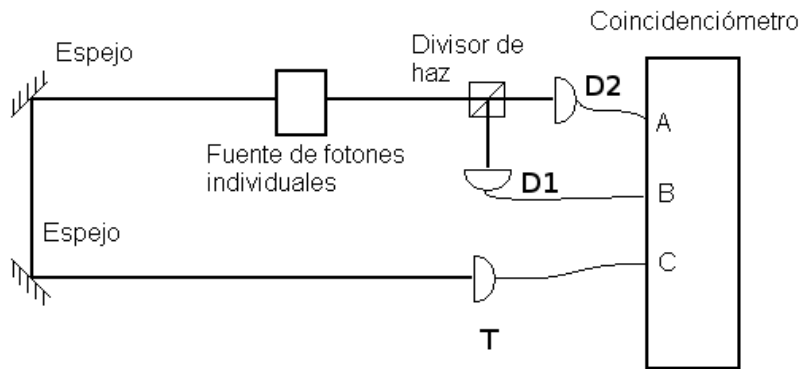 Coincidenciómetro
Espejo
Divisor de
haz
D2
A
Fuente de fotones
individuales
D1
B
Espejo
C
T